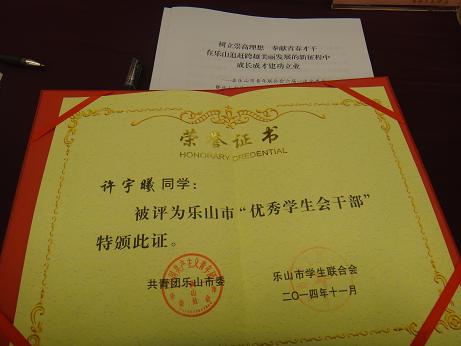 树立崇高理想 奉献青春才干
在乐山追赶跨越美丽发展的新征程中
成长成才建功立业
荣誉证书
HONORARY CREDENTIAL
许宇曦同学：
被评为乐山市“优秀学生会干部”
特颁此证。
共青团乐山市委
乐山市学生联合会
二〇一四年十一月